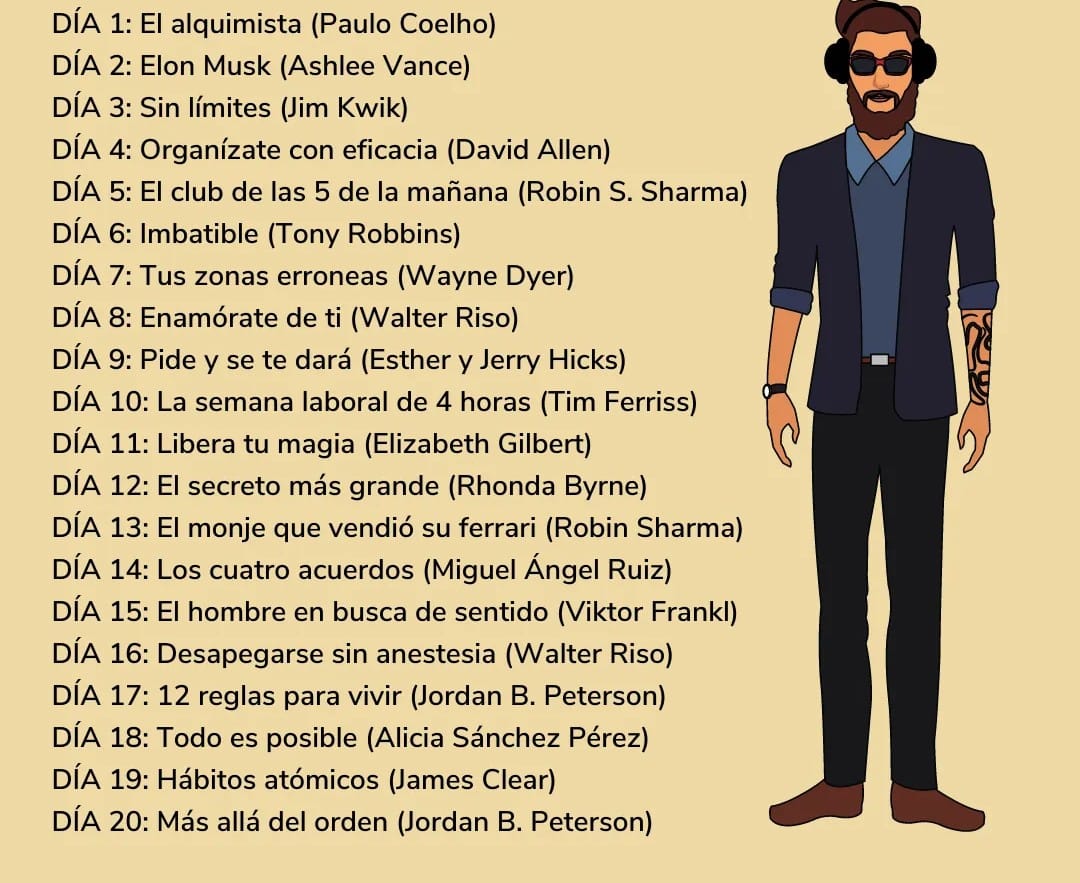 DÍA 1: El alquimista (Paulo Coelho)
DÍA 2: Elon Musk (Ashlee Vance)
DÍA 3: Sin límites (Jim Kwik)
DÍA 4: Organízate con eficacia (David Allen)
DÍA 5: El club de las 5 de la mañana (Robin S. Sharma)
DÍA 6: Imbatible (Tony Robbins)
DÍA 7: Tus zonas erroneas (Wayne Dyer)
DÍA 8: Enamórate de ti (Walter Riso)
DÍA 9: Pide y se te dará (Esther y Jerry Hicks)
DÍA 10: La semana laboral de 4 horas (Tim Ferriss)
DÍA 11: Libera tu magia (Elizabeth Gilbert)
DÍA 12: El secreto más grande (Rhonda Byrne)
DÍA 13: El monje que vendió su ferrari (Robin Sharma)
DÍA 14: Los cuatro acuerdos (Miguel Ángel Ruiz)
DÍA 15: El hombre en busca de sentido (Viktor Frankl)
DÍA 16: Desapegarse sin anestesia (Walter Riso)
DÍA 17: 12 reglas para vivir (Jordan B. Peterson)
DÍA 18: Todo es posible (Alicia Sánchez Pérez)
DÍA 19: Hábitos atómicos (James Clear)
DÍA 20: Más allá del orden (Jordan B. Peterson)